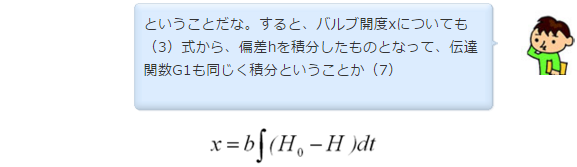 ということだな。すると、バルブ開度xについても
（3）式から、偏差hを積分したものとなって、伝達
関数G1も同じく積分ということか（7）
x = b∫(H₀ − H)dt